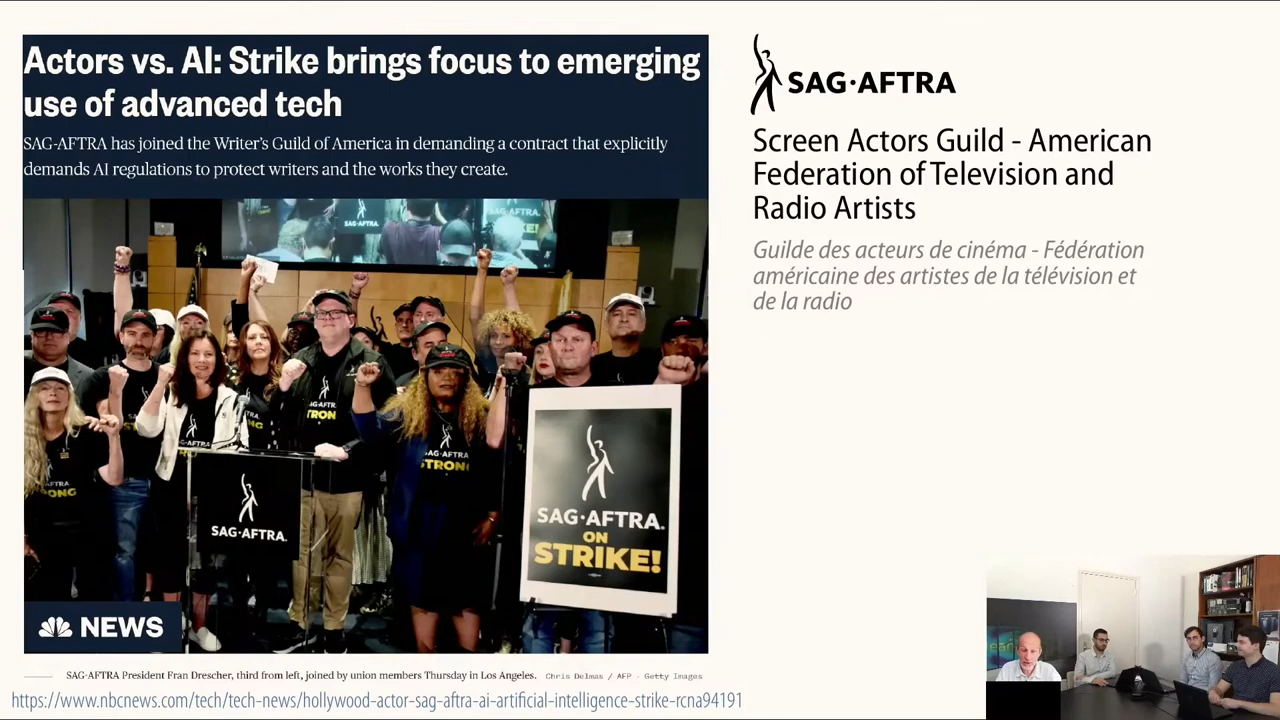 Actors vs. AI: Strike brings focus to emerging
use of advanced tech
SAG-AFTRA has joined the Writer's Guild of America in demanding a contract that explicitly
demands AI regulations to protect writers and the works they create.
SAG·AFTRA.
SAG·AFTRA.
ON
STRIKE!
STRONG
NEWS
SAG-AFTRA President Fran Drescher, third from left, joined by union members Thursday in Los Angeles. Chris Delmas / AFP - Getty Images
https://www.nbcnews.com/tech/tech-news/hollywood-actor-sag-aftra-ai-artificial-intelligence-strike-rcna94191
SAG·AFTRA
Screen Actors Guild - American
Federation of Television and
Radio Artists
Guilde des acteurs de cinéma - Fédération
américaine des artistes de la télévision et
de la radio